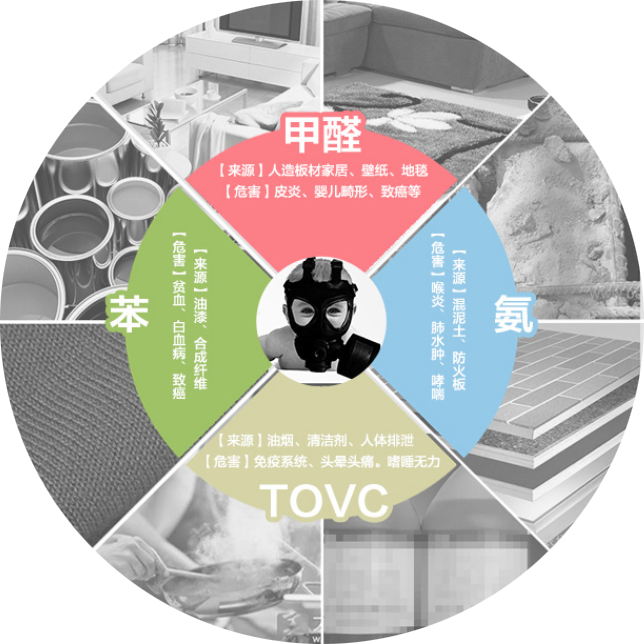 甲醛
【来源】人造板材家居、壁纸、地毯
【危害】皮炎、婴儿畸形、致癌等
苯
【来源】油漆、合成纤维
【危害】贫血、白血病、致癌
氨
【来源】混泥土、防火板
【危害】喉炎、肺水肿、哮喘
【来源】油烟、清洁剂、人体排泄
【危害】免疫系统、头晕头痛。嗜睡无力
TOVC